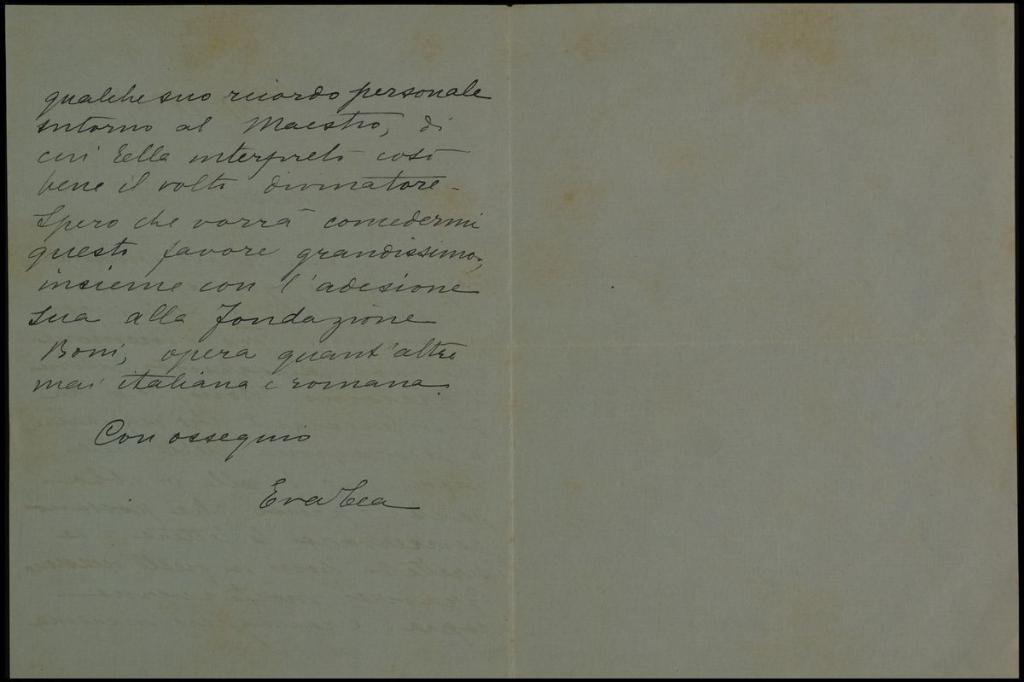 qualche suo ricordo personale
intorno al Maestro, di
cui Ella interpretò così
bene il volto divinatore -
Spero che vorrà concedermi
questo favore grandissimo,
insieme con l'adesione
Sua alla Fondazione
Boni, opera quant'altre
mai italiana e romana.
Con ossequio
Eva Tea